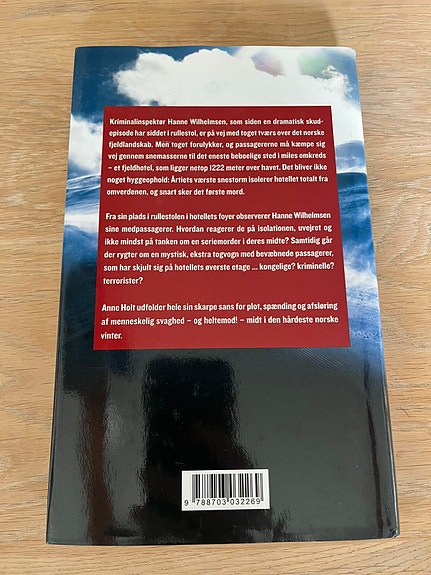 Kriminalinspektør Hanne Wilhelmsen, som siden en dramatisk skud-
episode har siddet i rullestol, er på vej med toget tværs over det norske
fjeldlandskab. Men toget forulykker, og passagererne må kæmpe sig
vej gennem snemasserne til det eneste beboelige sted i miles omkreds
– et fjeldhotel, som ligger netop 1222 meter over havet. Det bliver ikke
noget hyggeophold: Årtiets værste snestorm isolerer hotellet totalt fra
omverdenen, og snart sker det første mord.
Fra sin plads i rullestolen i hotellets foyer observerer Hanne Wilhelmsen
sine medpassagerer. Hvordan reagerer de på isolationen, uvejret og
ikke mindst på tanken om en seriemorder i deres midte? Samtidig går
der rygter om en mystisk, ekstra togvogn med bevæbnede passagerer,
som har skjult sig på hotellets øverste etage ... kongelige? kriminelle?
terrorister?
Anne Holt udfolder hele sin skarpe sans for plot, spænding og afsløring
af menneskelig svaghed – og heltemod! – midt i den hårdeste norske
vinter.
9 788703 032269